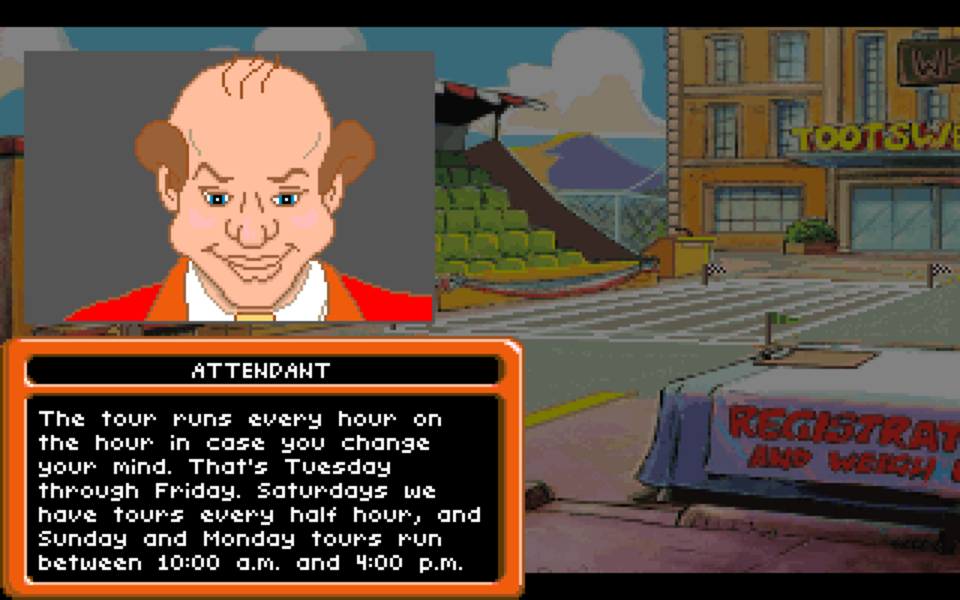 WH
TOOTSWE
ATTENDANT
The tour runs every hour on
the hour in case you change
your mind. That's Tuesday
through Friday. Saturdays we
have tours every half hour, and
Sunday and Monday tours run
between 10:00 a.m. and 4:00 p.m.
REGISTRAT
AND WEIGH